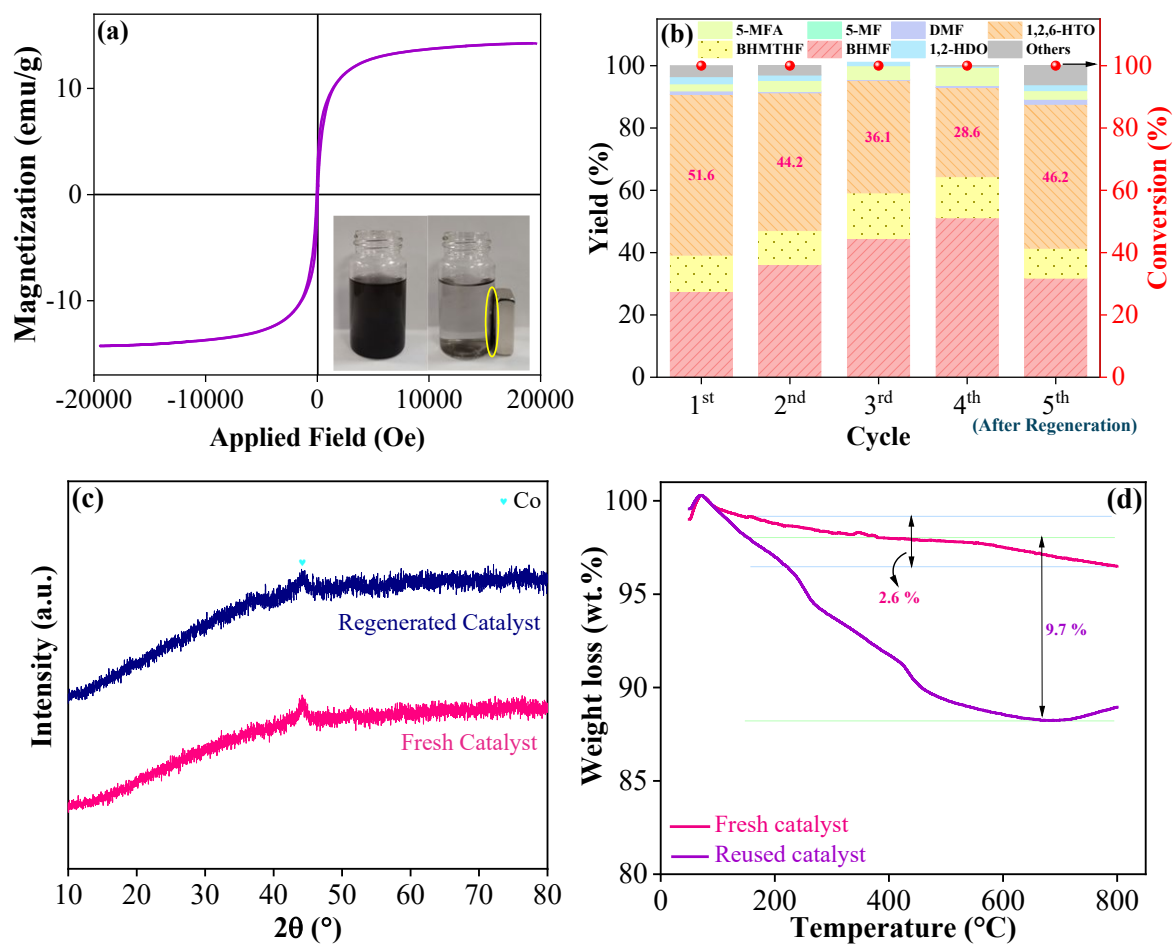 (a)
Magnetization (emu/g)
10
0
-10
-20000 -10000 0 10000 20000
Applied Field (Oe)
(b)
5-MFA 5-MF DMF 1,2,6-HTO
BHMTHF BHMF 1,2-HDO Others
Yield (%)
100
80
60
40
20
0
51.6 44.2 36.1 28.6 46.2
100
80
60
40
20
0
Conversion (%)
1st 2nd 3rd 4th 5th
Cycle (After Regeneration)
(c)
♥ Co
Intensity (a.u.)
Regenerated Catalyst
Fresh Catalyst
10 20 30 40 50 60 70 80
2θ (°)
(d)
Weight loss (wt.%)
100
95
90
85
80
2.6 %
9.7 %
Fresh catalyst
Reused catalyst
0 200 400 600 800
Temperature (°C)